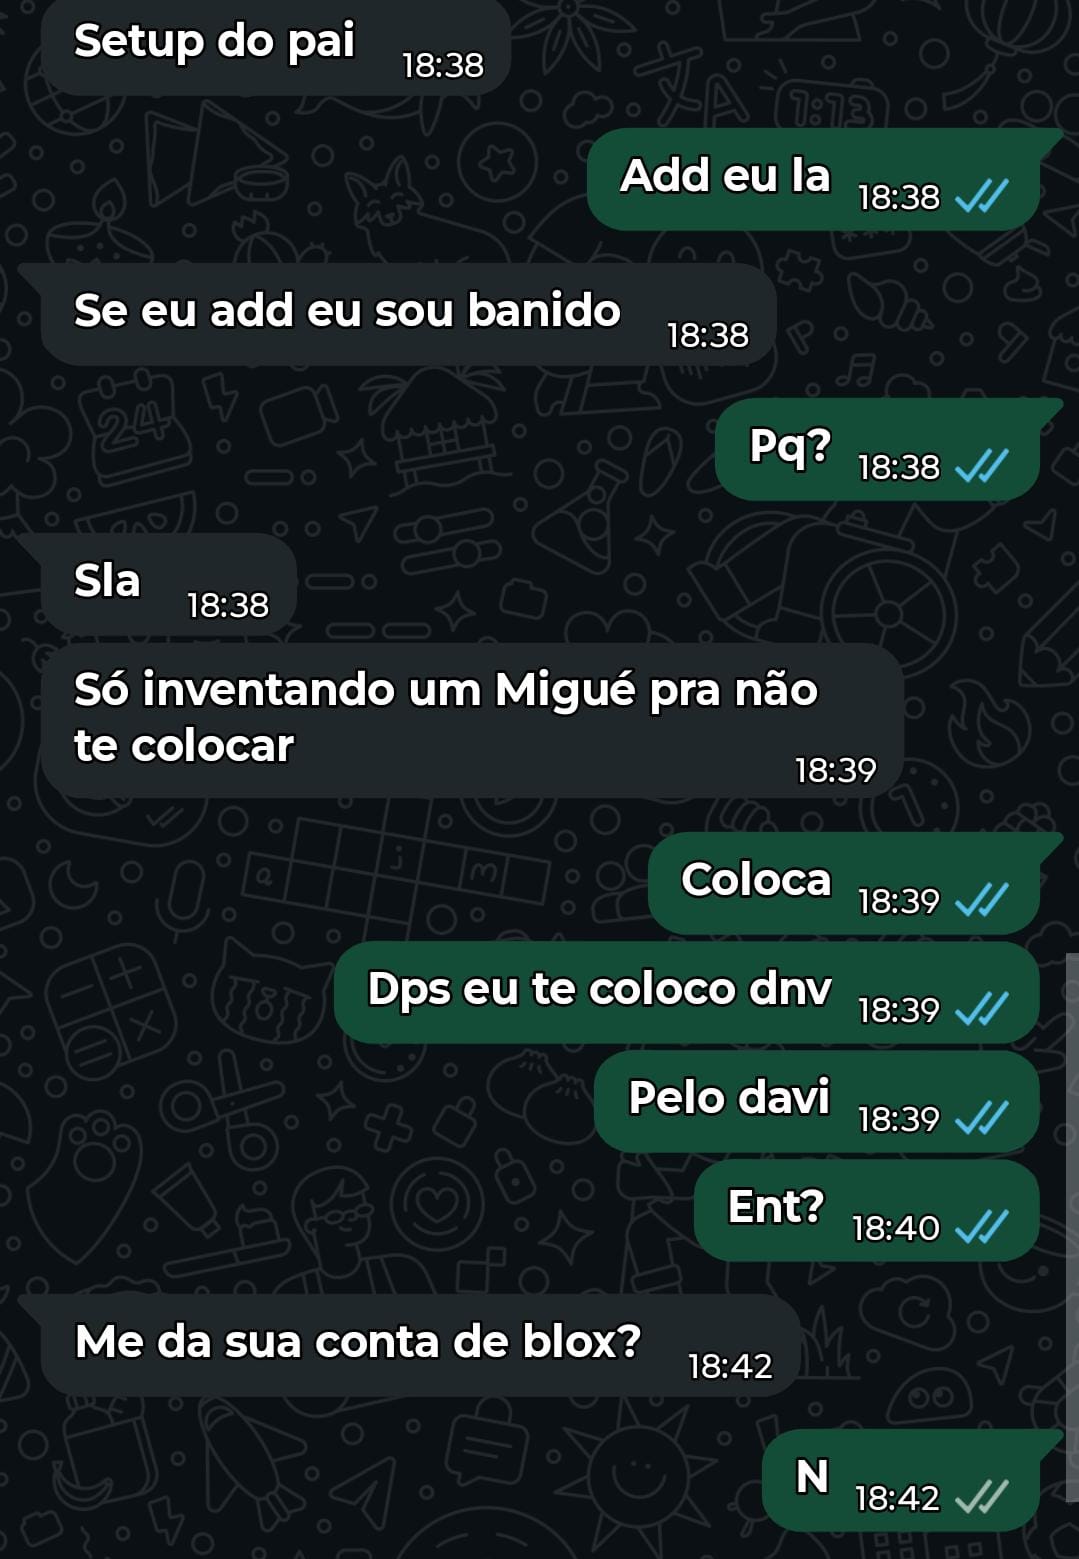 Setup do pai
18:38
Add eu la
18:38
Se eu add eu sou banido
18:38
Pq?
18:38
Sla
18:38
Só inventando um Migué pra não
te colocar
18:39
Coloca
18:39
Dps eu te coloco dnv
18:39
Pelo davi
18:39
Ent?
18:40
Me da sua conta de blox?
18:42
N
18:42